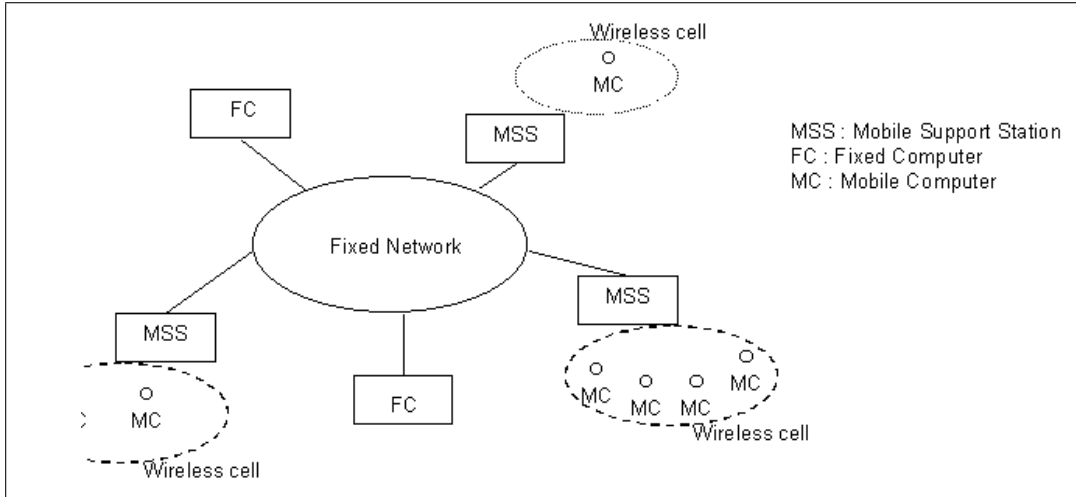 Wireless cell
MC
FC
MSS
MSS : Mobile Support Station
FC : Fixed Computer
MC : Mobile Computer
Fixed Network
MSS
MSS
MC
MC
MC
MC
FC
MC
Wireless cell
Wireless cell